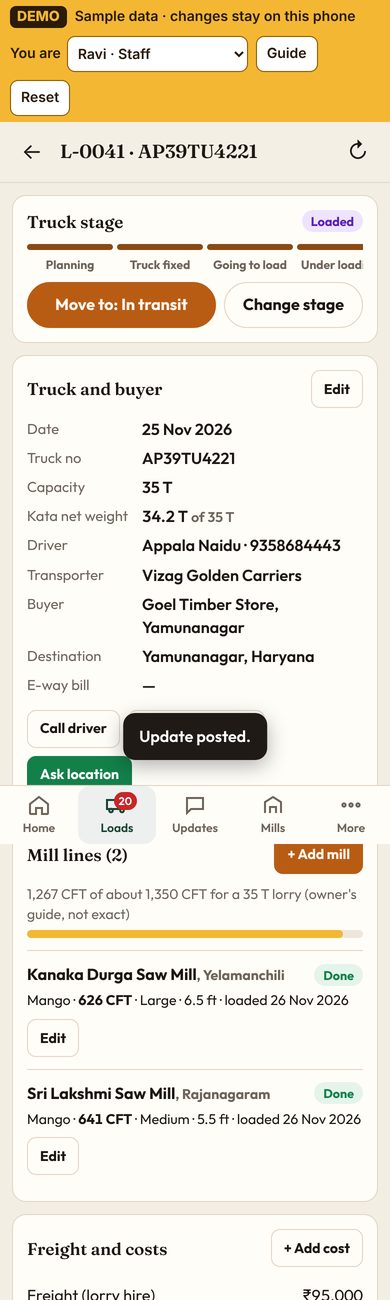 DEMO Sample data · changes stay on this phone
You are Ravi · Staff Guide
Reset
L-0041 · AP39TU4221
Truck stage Loaded
Planning Truck fixed Going to load Under load
Move to: In transit Change stage
Truck and buyer Edit
Date 25 Nov 2026
Truck no AP39TU4221
Capacity 35 T
Kata net weight 34.2 T of 35 T
Driver Appala Naidu · 9358684443
Transporter Vizag Golden Carriers
Buyer Goel Timber Store,
Yamunanagar
Destination Yamunanagar, Haryana
E-way bill —
Call driver
Update posted.
Ask location
20
Home Loads Updates Mills More
Mill lines (2) + Add mill
1,267 CFT of about 1,350 CFT for a 35 T lorry (owner's
guide, not exact)
Kanaka Durga Saw Mill, Yelamanchili Done
Mango · 626 CFT · Large · 6.5 ft · loaded 26 Nov 2026
Edit
Sri Lakshmi Saw Mill, Rajanagaram Done
Mango · 641 CFT · Medium · 5.5 ft · loaded 26 Nov 2026
Edit
Freight and costs + Add cost
Freight (lorry hire) ₹95,000